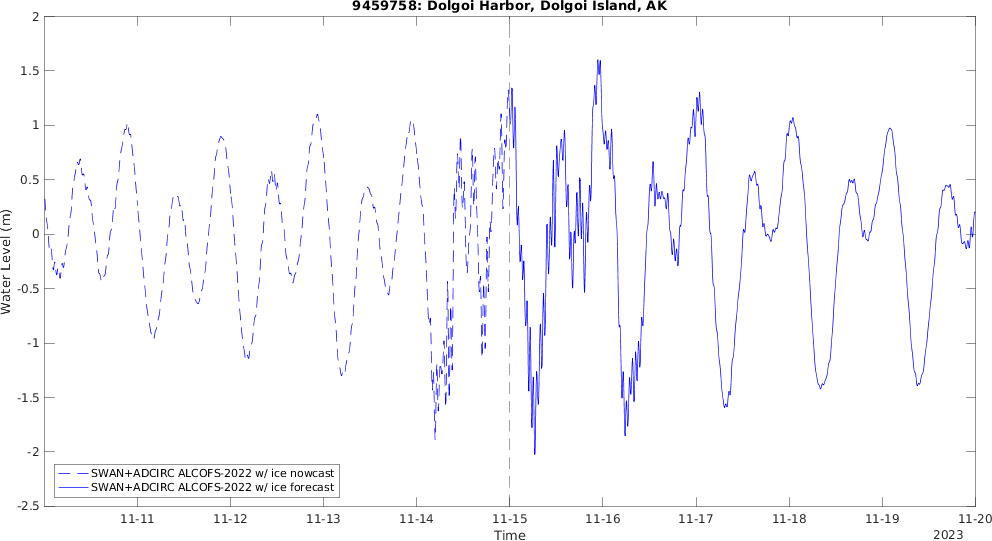 9459758: Dolgoi Harbor, Dolgoi Island, AK
2
1.5
1
0.5
0
-0.5
-1
-1.5
-2
-2.5
Water Level (m)
SWAN+ADCIRC ALCOFS-2022 w/ ice nowcast
SWAN+ADCIRC ALCOFS-2022 w/ ice forecast
11-11 11-12 11-13 11-14 11-15 11-16 11-17 11-18 11-19 11-20
Time
2023